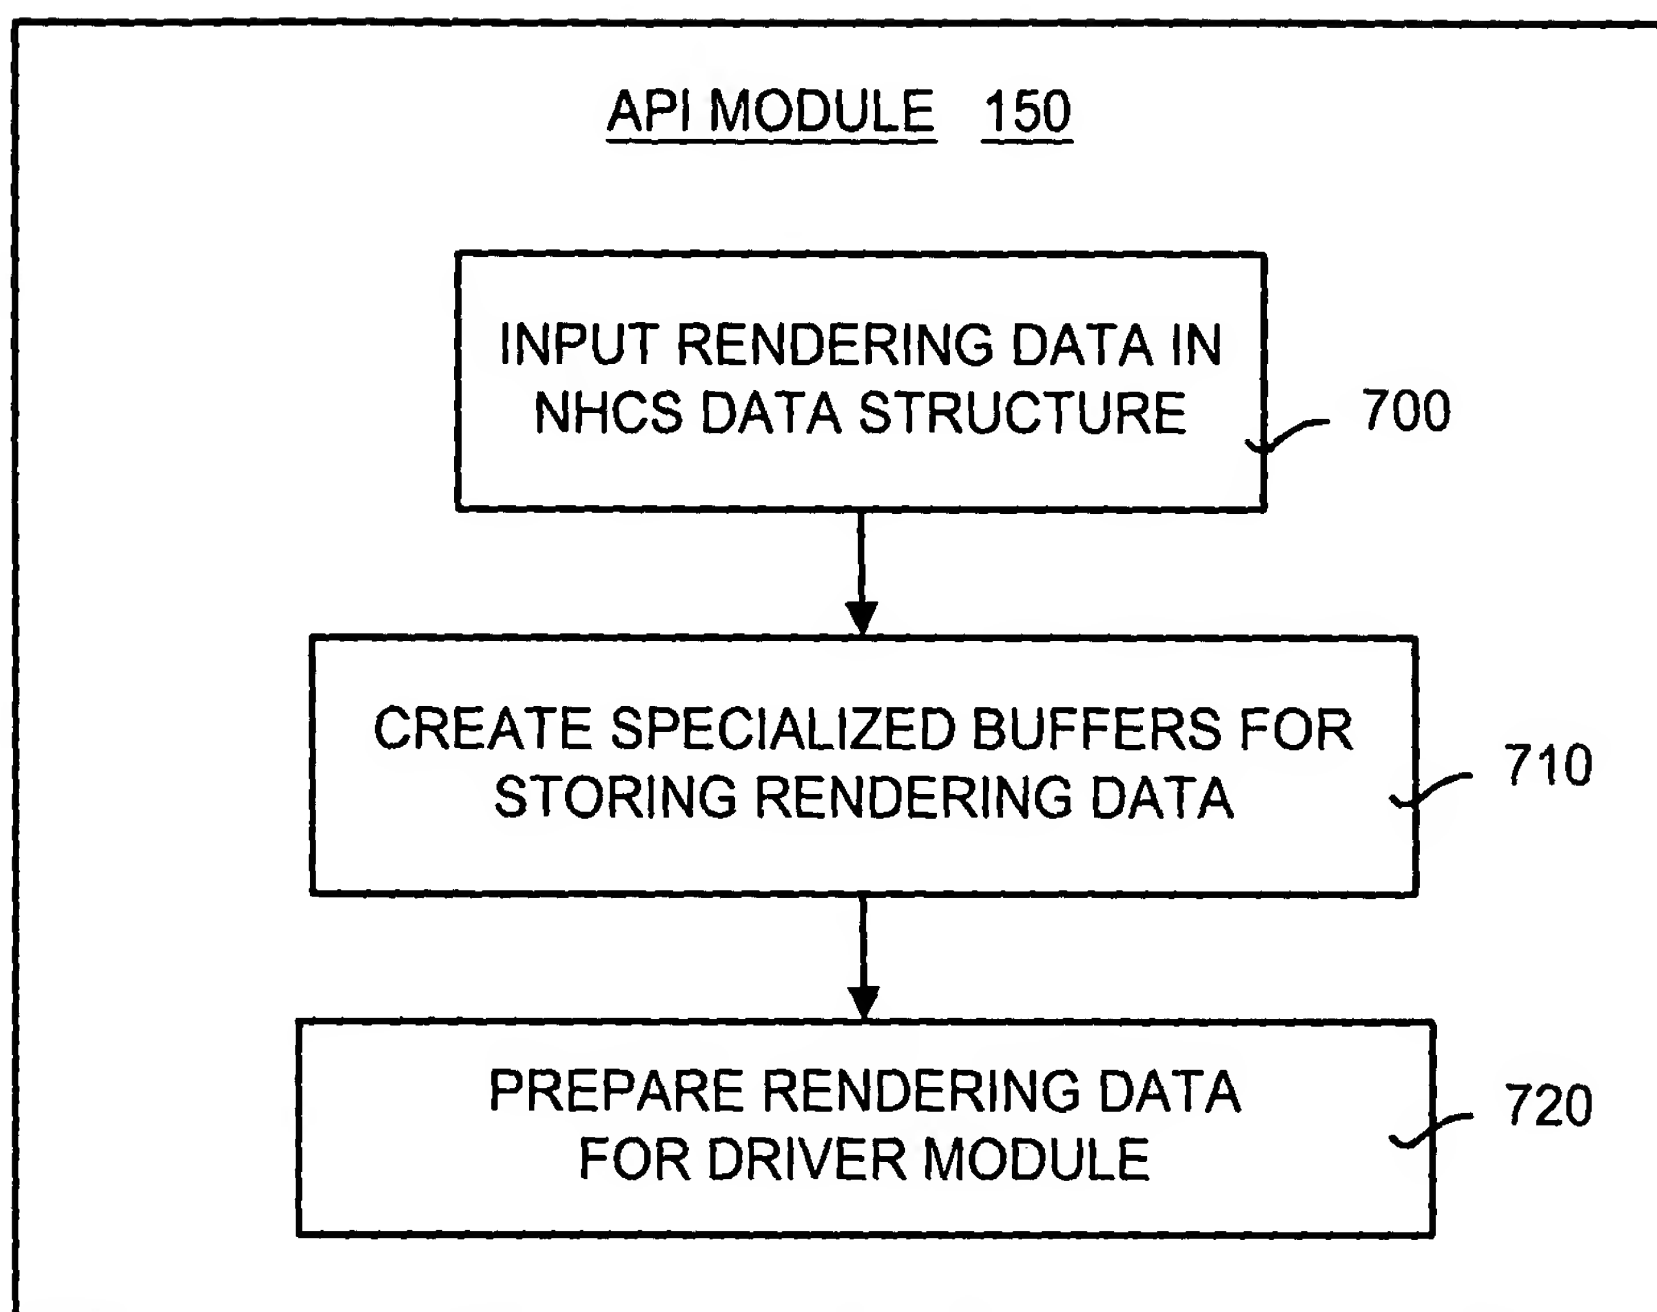 API MODULE 150
INPUT RENDERING DATA IN
NHCS DATA STRUCTURE
700
CREATE SPECIALIZED BUFFERS FOR
STORING RENDERING DATA
710
PREPARE RENDERING DATA
FOR DRIVER MODULE
720